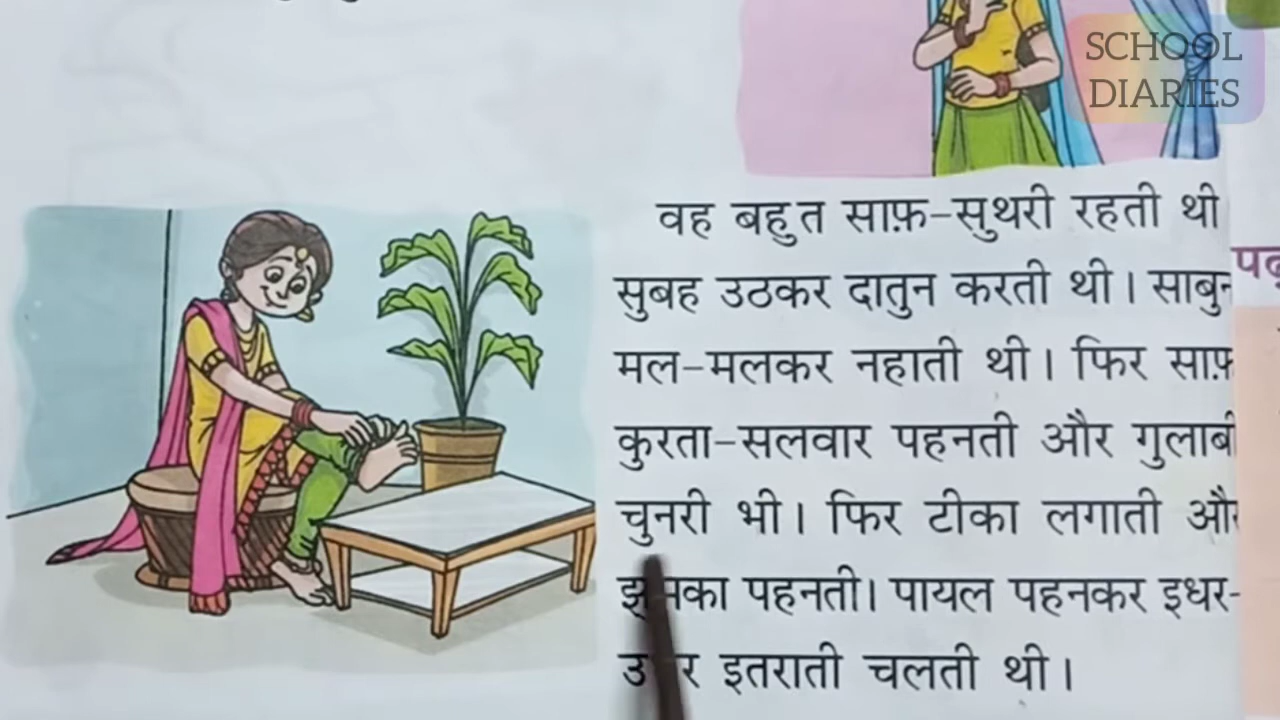 SCHOOL
DIARIES
वह बहुत साफ़-सुथरी रहती थी
सुबह उठकर दातुन करती थी। साबुन
मल-मलकर नहाती थी। फिर साफ़
कुरता-सलवार पहनती और गुलाबी
चुनरी भी। फिर टीका लगाती और
पहनती। पायल पहनकर इधर-
इतराती चलती थी।